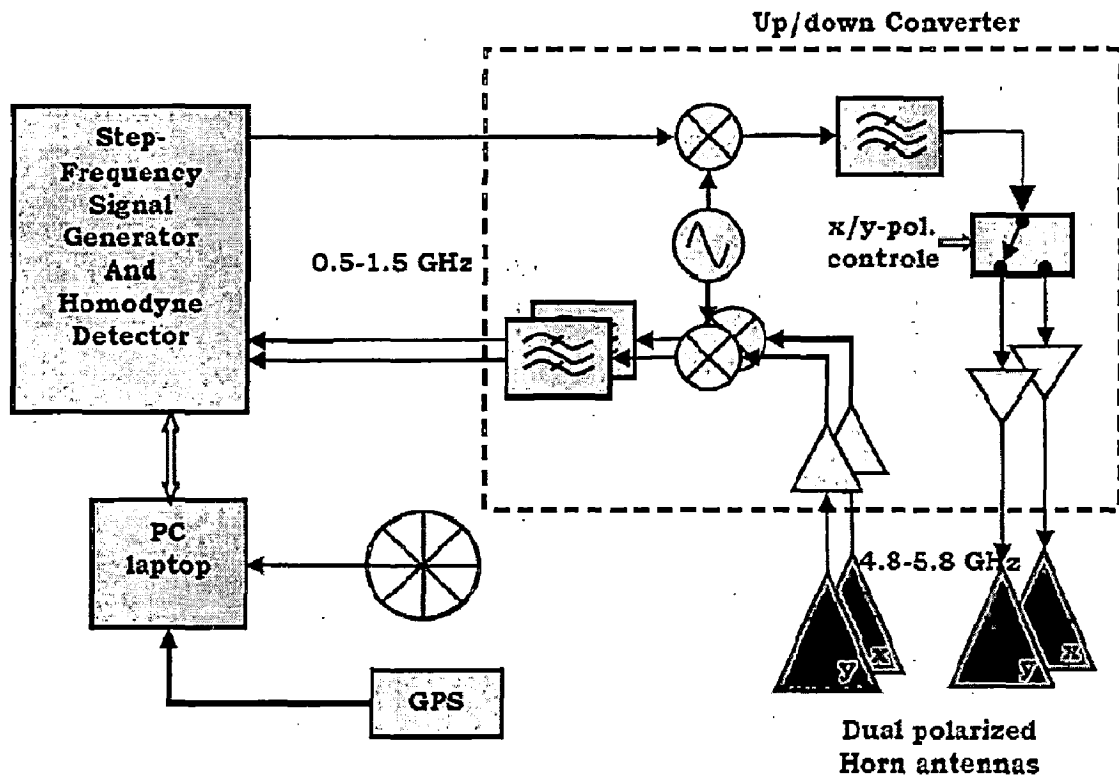 Up/down Converter
Step-
Frequency
Signal
Generator
And
Homodyne
Detector
0.5-1.5 GHz
x/y-pol.
controle
PC
laptop
4.8-5.8 GHz
y
x
y
x
GPS
Dual polarized
Horn antennas